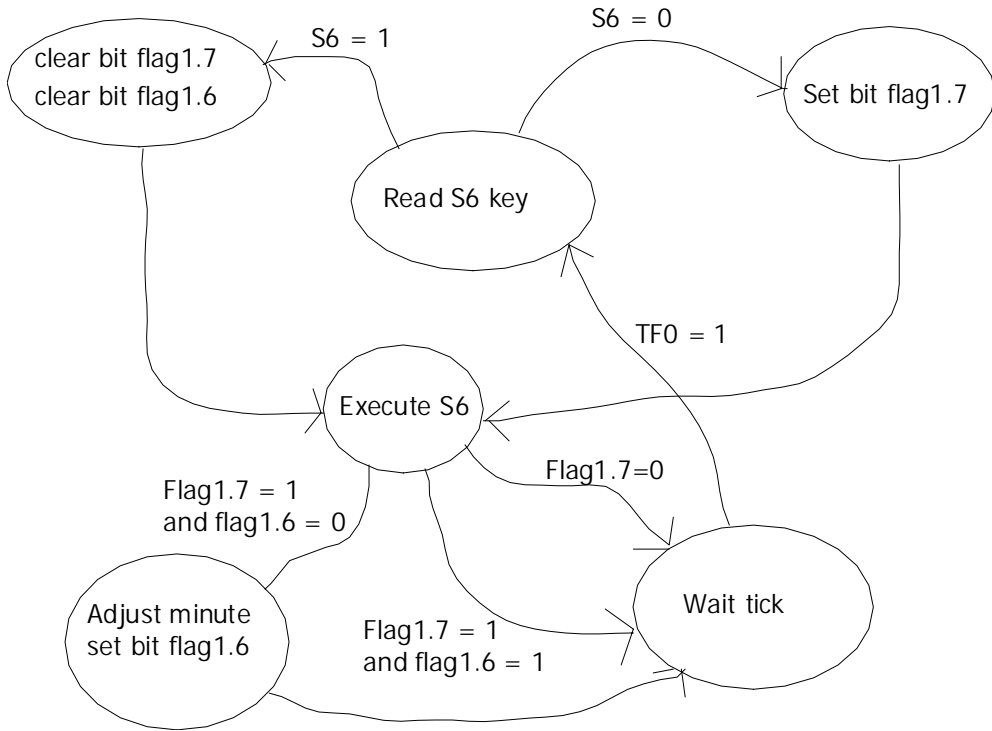 S6 = 0
S6 = 1
clear bit flag1.7
clear bit flag1.6
Set bit flag1.7
Read S6 key
TF0 = 1
Execute S6
Flag1.7=0
Flag1.7 = 1
and flag1.6 = 0
Adjust minute
set bit flag1.6
Wait tick
Flag1.7 = 1
and flag1.6 = 1